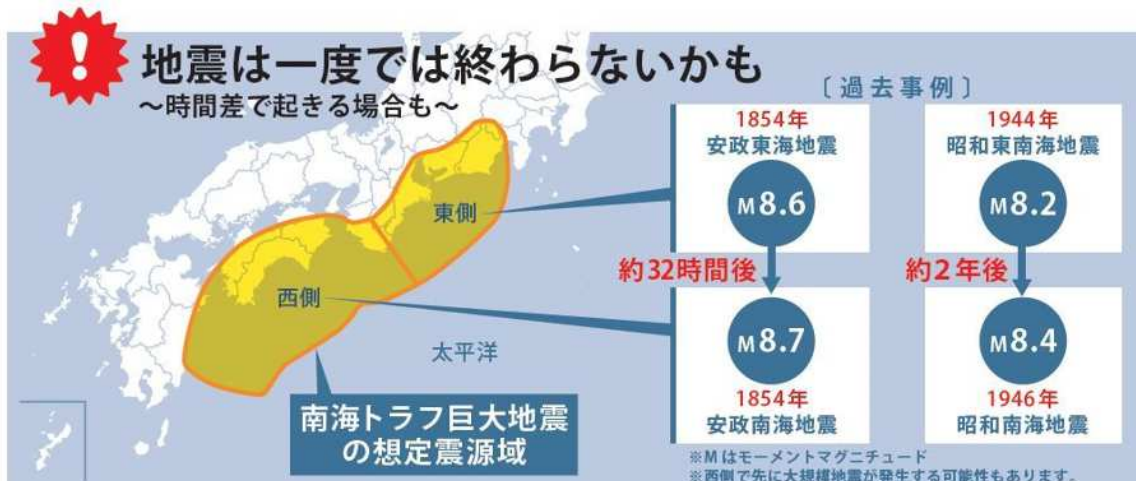 !
地震は一度では終わらないかも
〜時間差で起きる場合も〜
〔過去事例〕
1854年
安政東海地震
M8.6
約32時間後
M8.7
1854年
安政南海地震
1944年
昭和東南海地震
M8.2
約2年後
M8.4
1946年
昭和南海地震
東側
西側
太平洋
南海トラフ巨大地震
の想定震源域
※Mはモーメントマグニチュード
※西側で先に大規模地震が発生する可能性もあります。